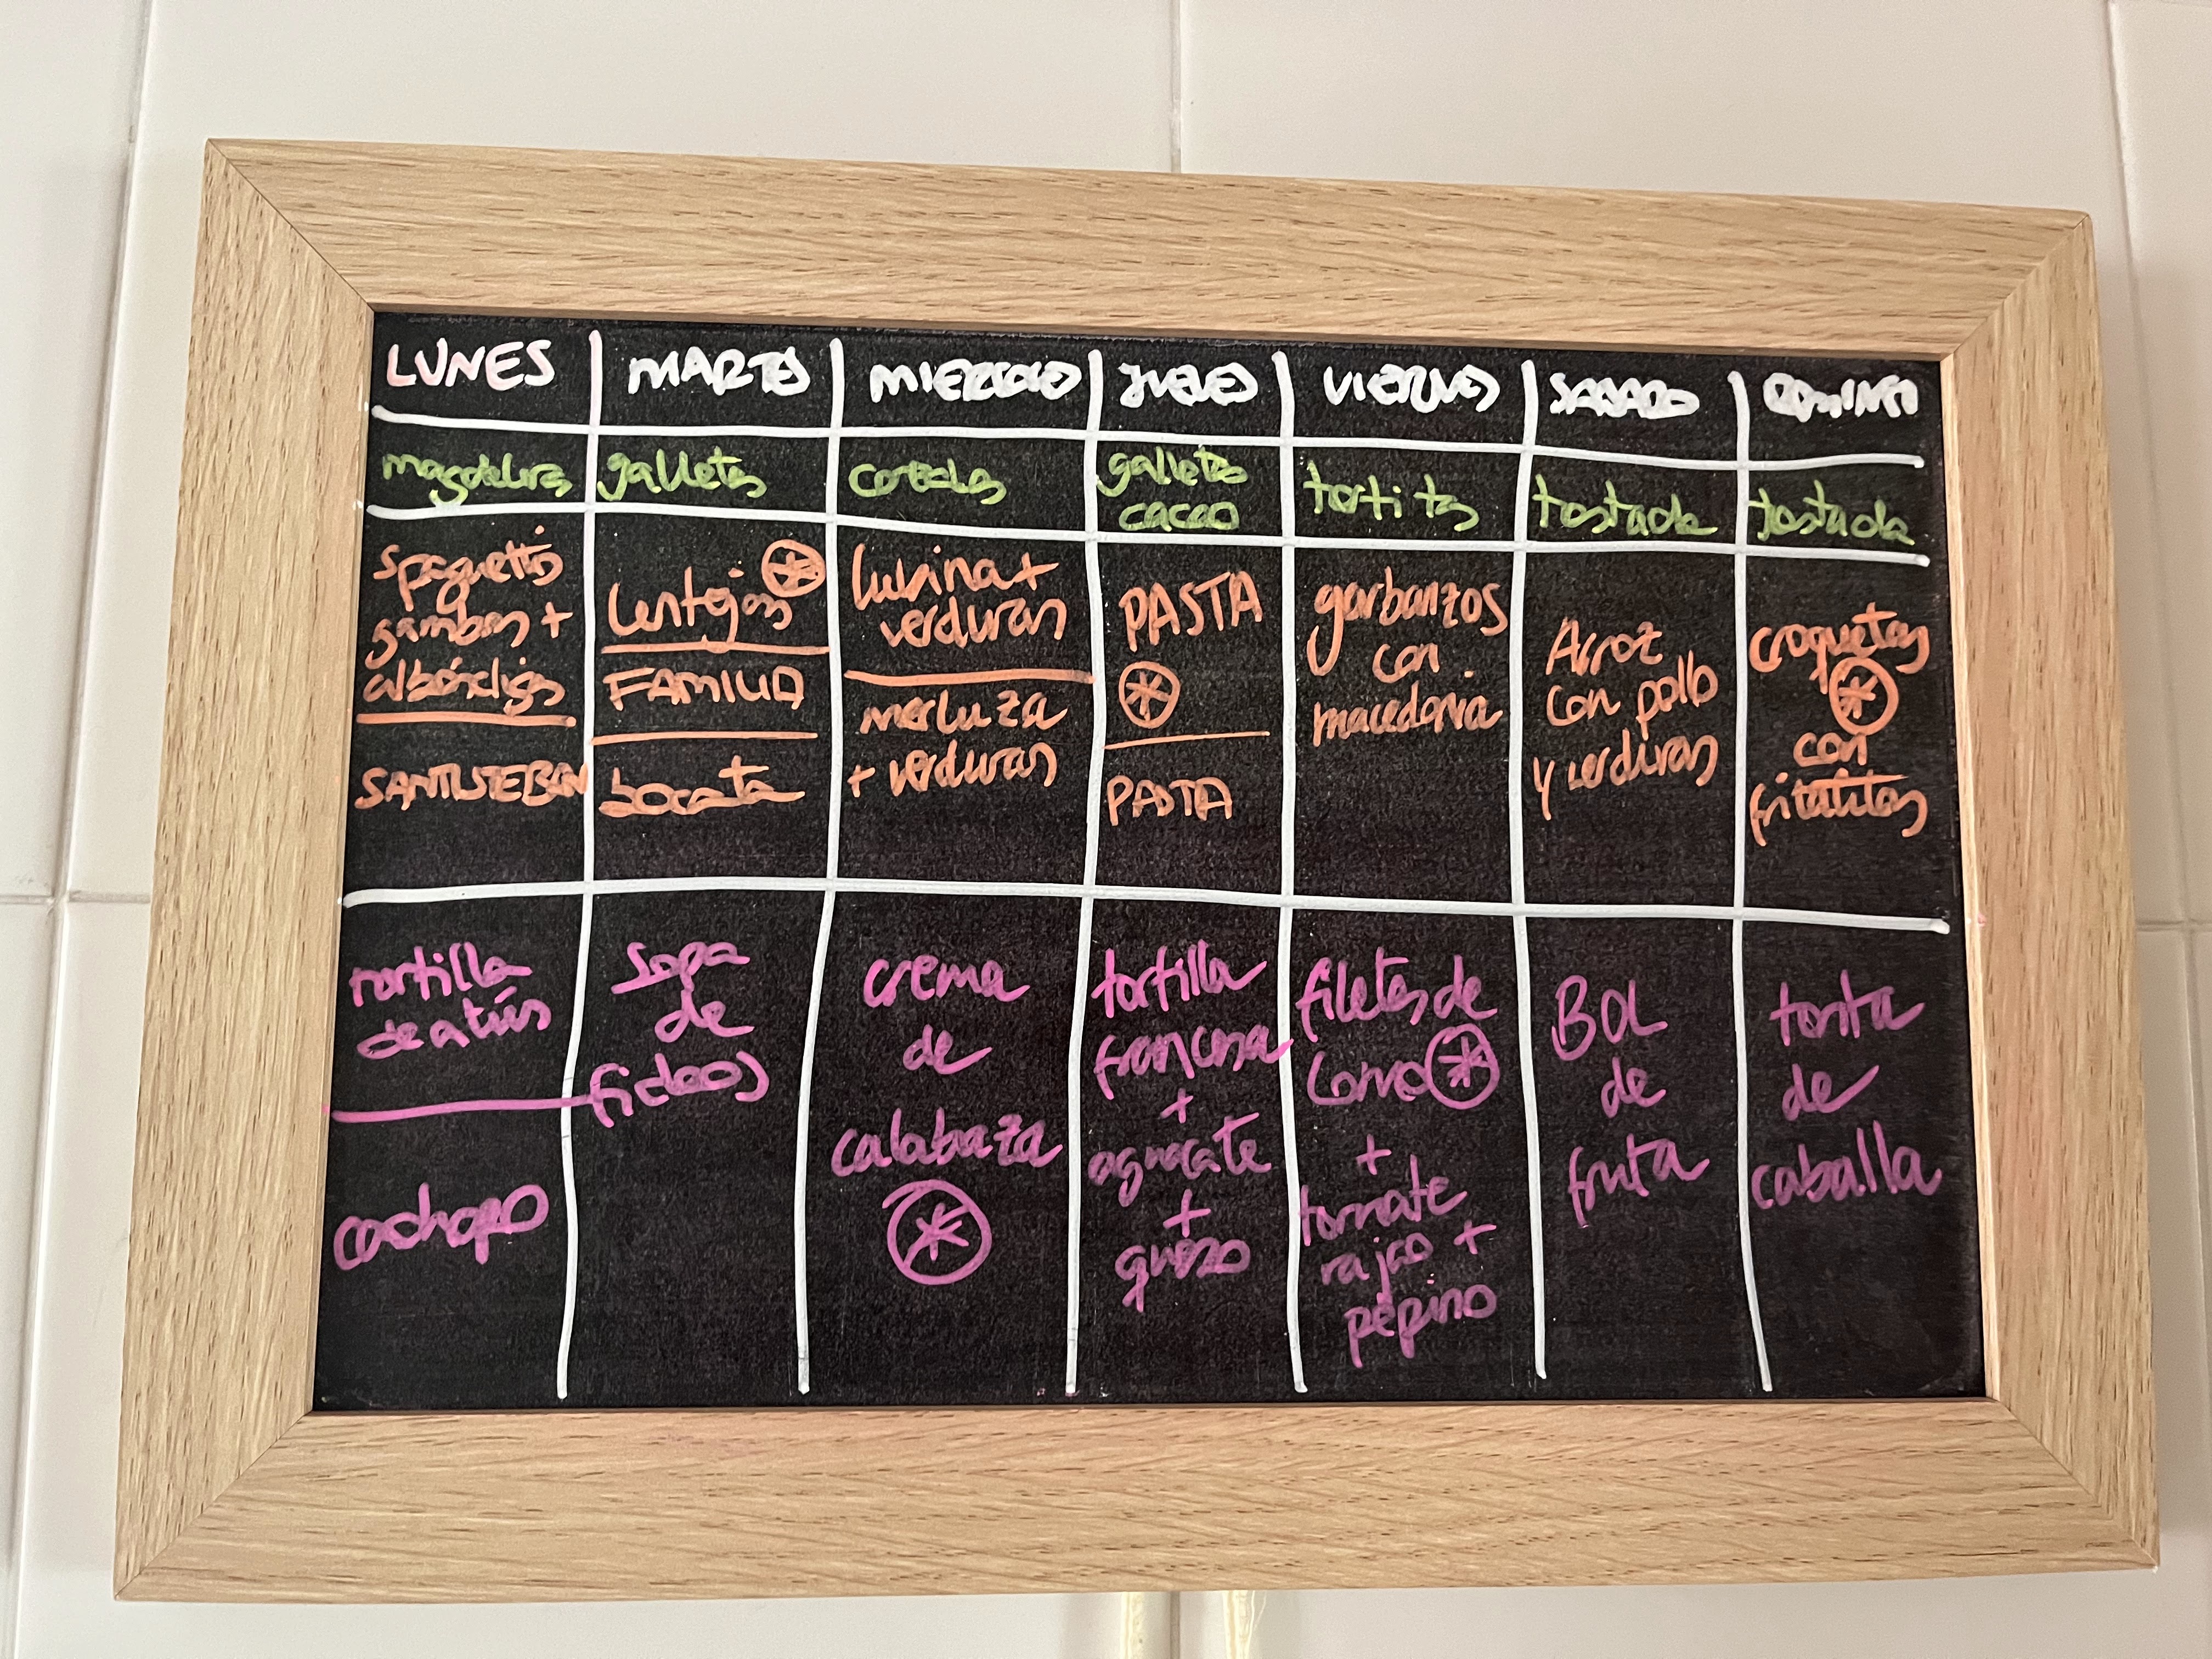 LUNES
MARTES
MIERCOLES
JUEVES
VIERNES
SABADO
magdalenas
galletas
cereales
galletas
cacao
tortitas
tostada
tostada
spaguettis
gambas +
albóndigas
SANTISTEBAN
Lentejas
FAMILIA
bocata
lubina +
verduras
merluza
+ verduras
PASTA
PASTA
garbanzos
con
macedonia
Arroz
con pollo
y verduras
croquetas
con
tortilla
de atún
cachopo
sopa
de
fideos
crema
de
calabaza
tortilla
francesa
+
aguacate
+
queso
filetes de
Lomo
+
tomate
rajao +
pepino
BOL
de
fruta
tosta
de
caballa